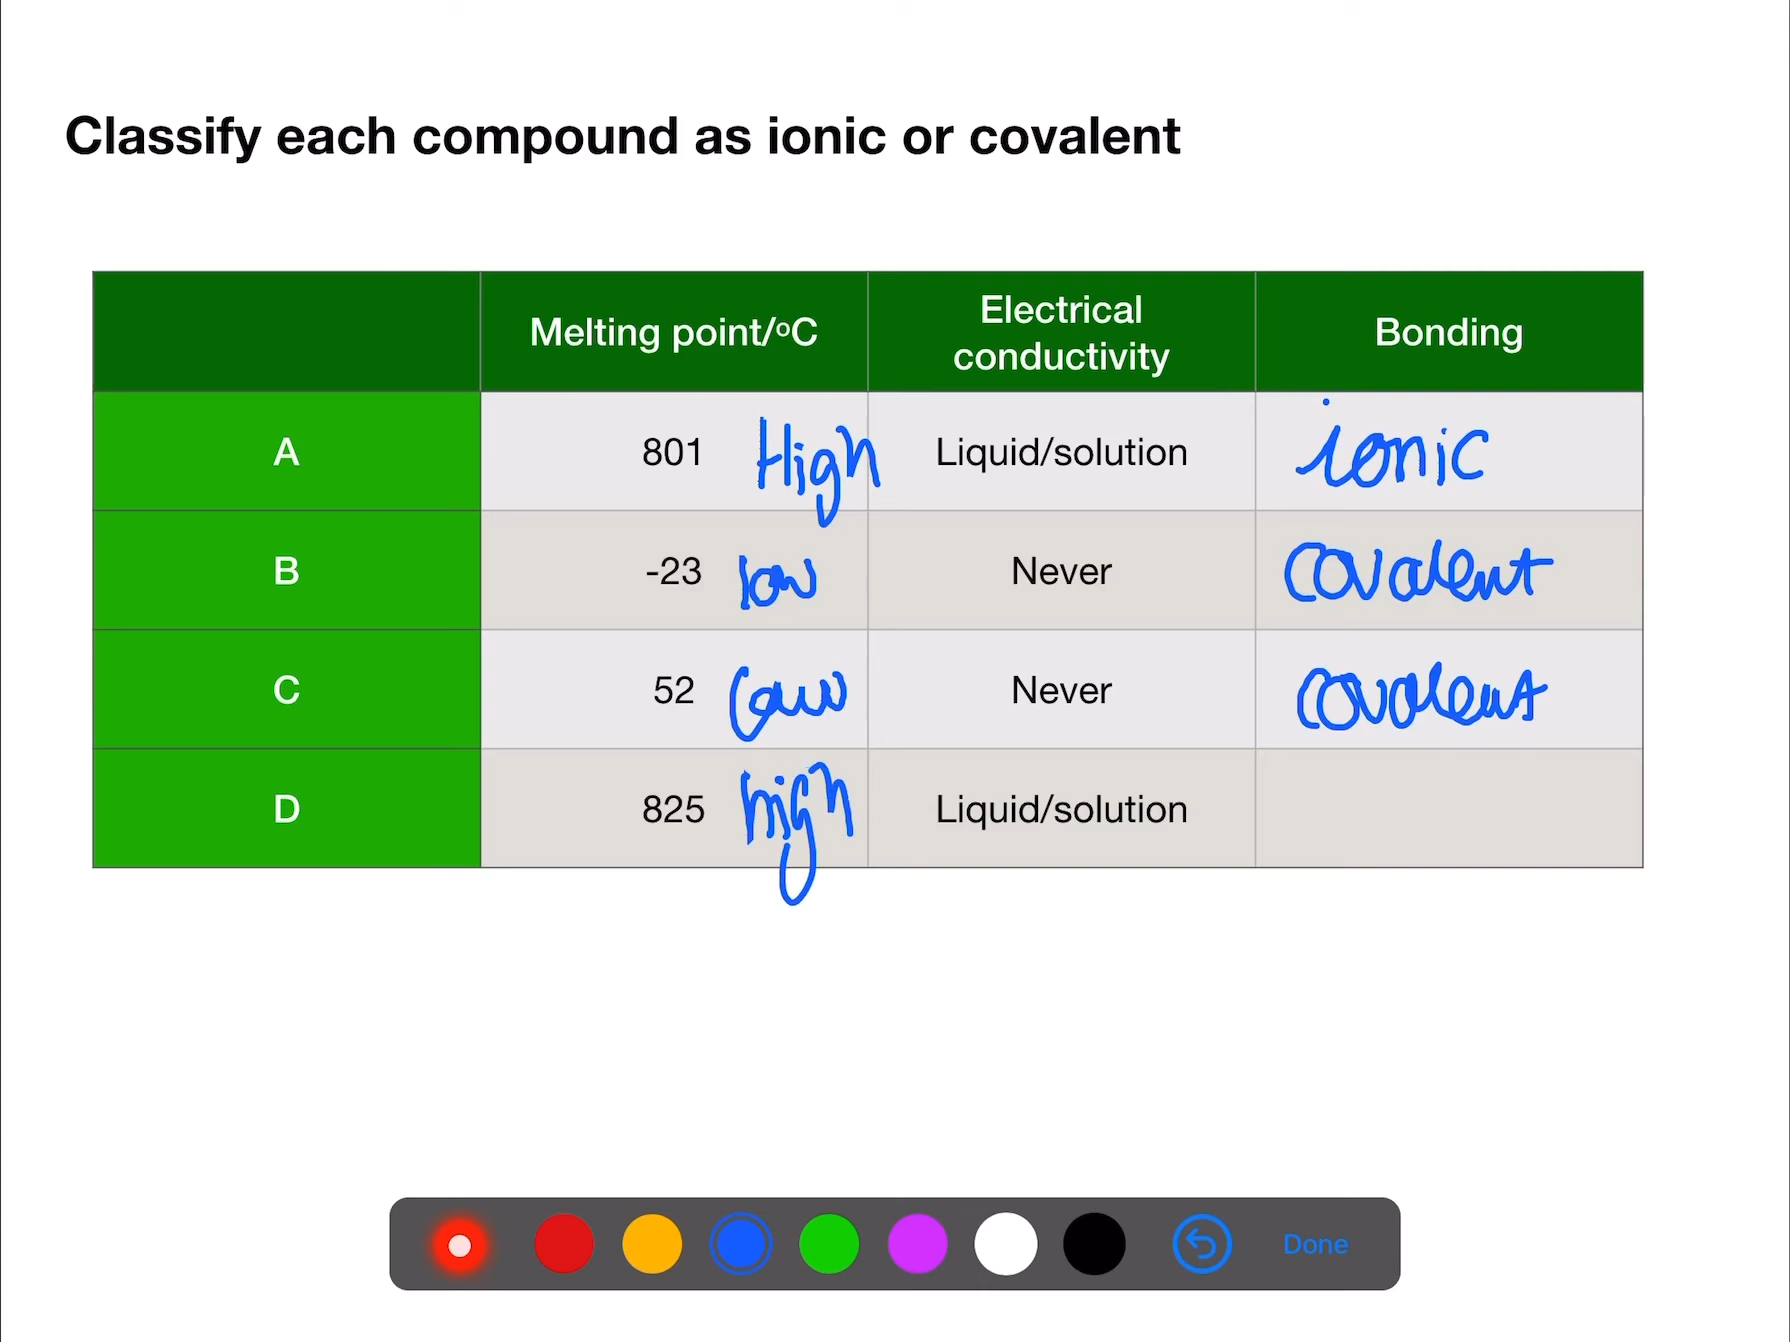 Classify each compound as ionic or covalent
Melting point/ºC Electrical conductivity Bonding
A 801 High Liquid/solution ionic
B -23 low Never covalent
C 52 Low Never covalent
D 825 high Liquid/solution
Done